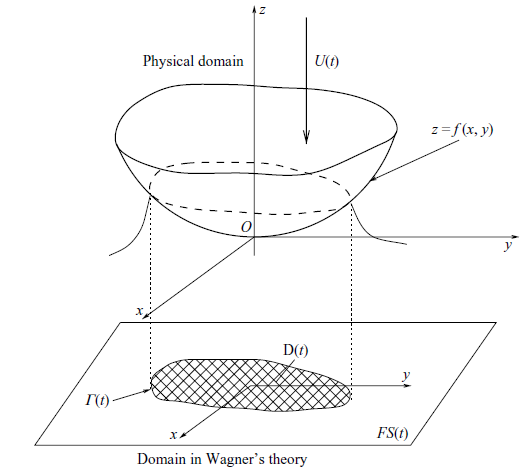 z
Physical domain
U(t)
z = f (x, y)
O
y
x
D(t)
y
Γ(t)
x
FS(t)
Domain in Wagner's theory